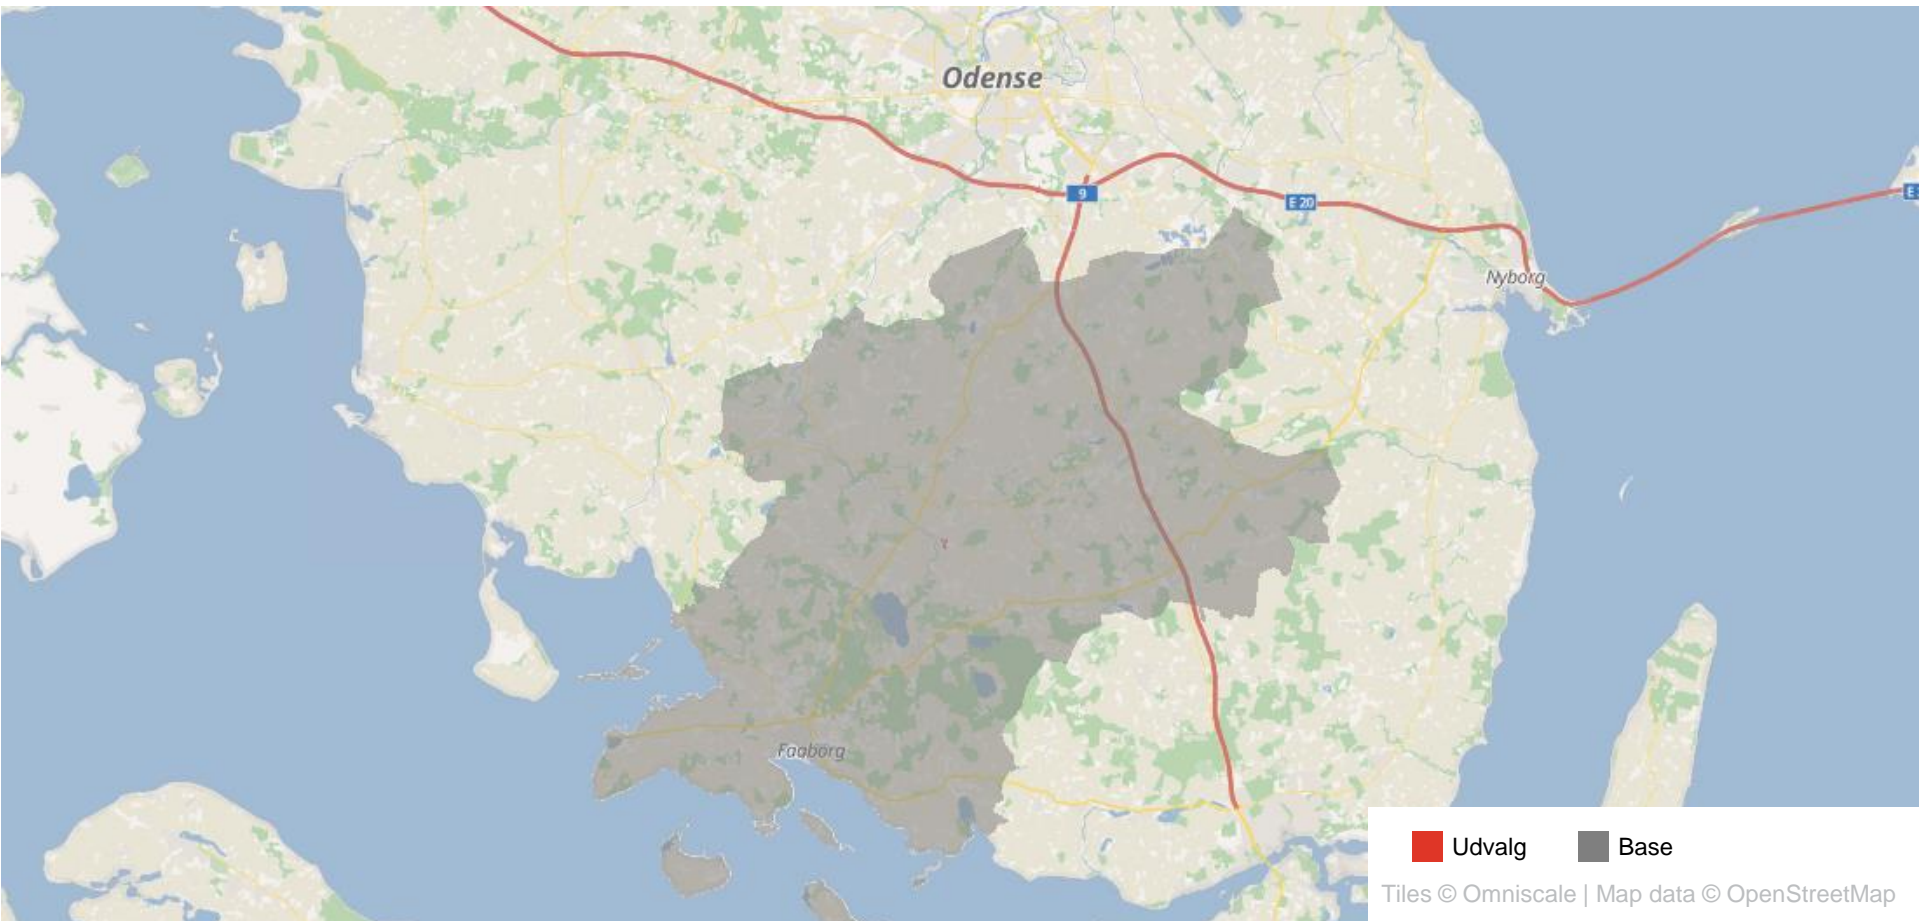 Odense
9
E 20
E
Nyborg
Faaborg
Udvalg
Base
Tiles © Omniscale | Map data © OpenStreetMap